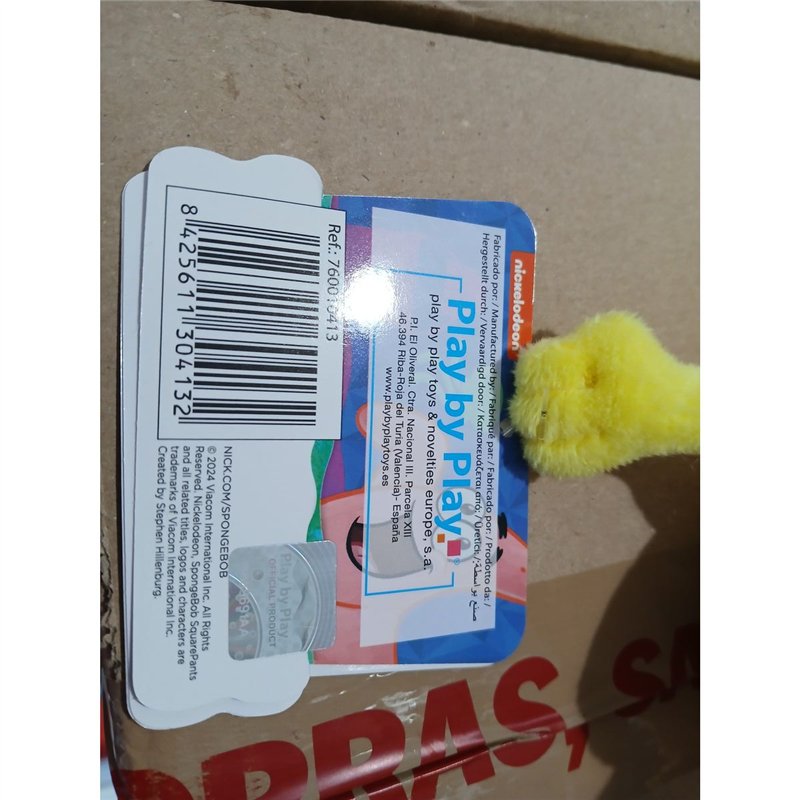 nickelodeon
Fabricado por: / Manufactured by: / Fabriqué par: / Fabricado por: / Prodotto da: /
Hergestellt durch: / Vervaardigd door: / Κατασκευάζεται από: / Üretici: / صنع بواسطة:
Play by Play®
play by play toys & novelties europe, s.a.
P.I. El Oliveral. Ctra. Nacional III. Parcela XIII
46.394 Riba-Roja del Turia (Valencia)- España
www.playbyplaytoys.es
Ref.: 760010413
8 425611 304132
NICK.COM/SPONGEBOB
© 2024 Viacom International Inc. All Rights
Reserved. Nickelodeon, SpongeBob SquarePants
and all related titles, logos and characters are
trademarks of Viacom International Inc.
Created by Stephen Hillenburg.
Play by Play
OFFICIAL PRODUCT